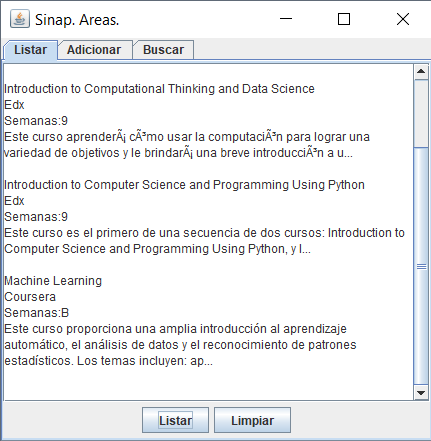 Sinap. Areas.
Listar Adicionar Buscar
Introduction to Computational Thinking and Data Science
Edx
Semanas:9
Este curso aprenderÃ¡ cÃ³mo usar la computaciÃ³n para lograr una
variedad de objetivos y le brindarÃ¡ una breve introducciÃ³n a u...
Introduction to Computer Science and Programming Using Python
Edx
Semanas:9
Este curso es el primero de una secuencia de dos cursos: Introduction to
Computer Science and Programming Using Python, y I...
Machine Learning
Coursera
Semanas:B
Este curso proporciona una amplia introducción al aprendizaje
automático, el análisis de datos y el reconocimiento de patrones
estadísticos. Los temas incluyen: ap...
Listar Limpiar